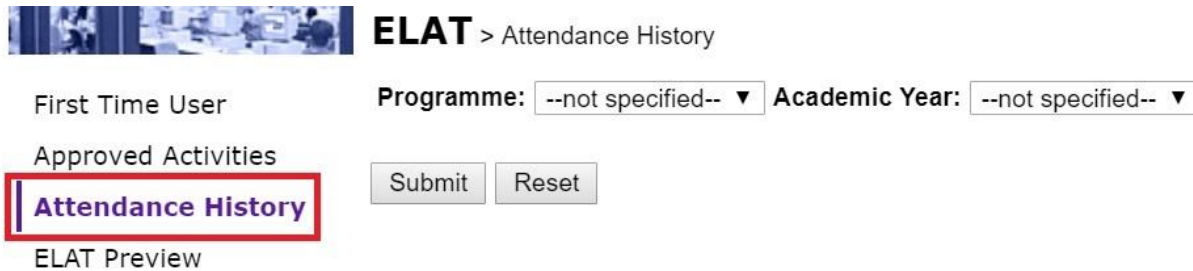 ELAT > Attendance History
First Time User
Approved Activities
Attendance History
ELAT Preview
Programme: --not specified-- ▼ Academic Year: --not specified-- ▼
Submit Reset